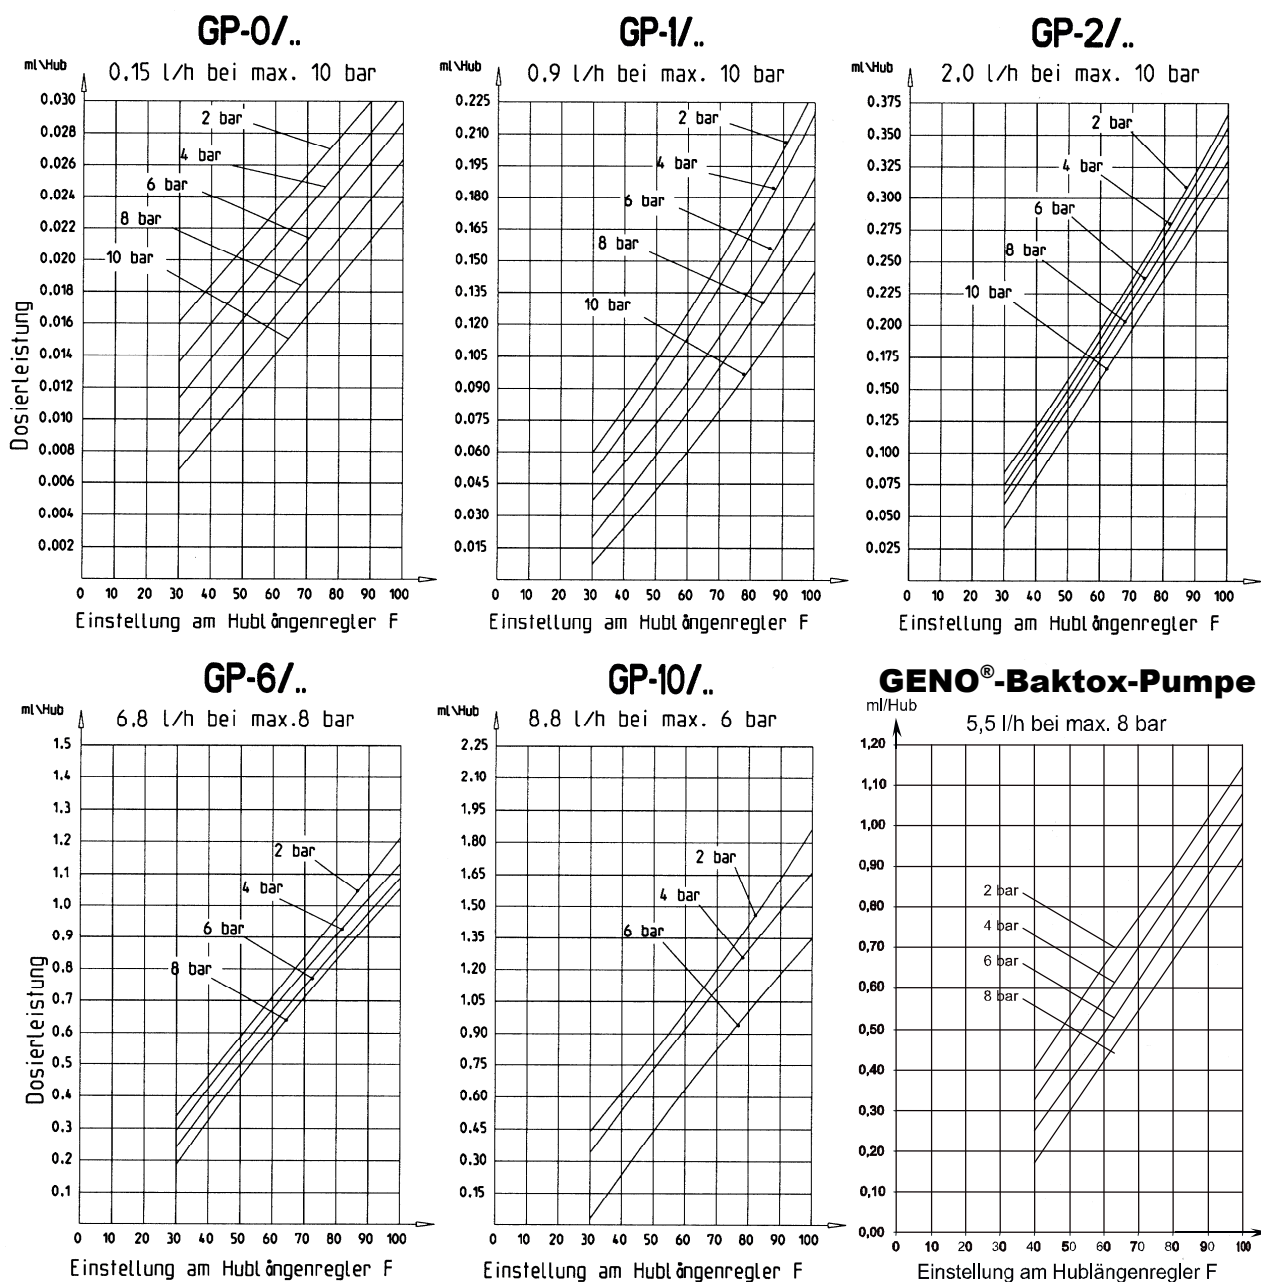 GP-0/..
ml\Hub
0.15 l/h bei max. 10 bar
0.030
0.028
0.026
0.024
0.022
0.020
0.018
0.016
0.014
0.012
0.010
0.008
0.006
0.004
0.002
Dosierleistung
2 bar
4 bar
6 bar
8 bar
10 bar
0 10 20 30 40 50 60 70 80 90 100
Einstellung am Hublängenregler F
GP-1/..
ml\Hub
0.9 l/h bei max. 10 bar
0.225
0.210
0.195
0.180
0.165
0.150
0.135
0.120
0.105
0.090
0.075
0.060
0.045
0.030
0.015
2 bar
4 bar
6 bar
8 bar
10 bar
0 10 20 30 40 50 60 70 80 90 100
Einstellung am Hublängenregler F
GP-2/..
ml\Hub
2.0 l/h bei max. 10 bar
0.375
0.350
0.325
0.300
0.275
0.250
0.225
0.200
0.175
0.150
0.125
0.100
0.075
0.050
0.025
2 bar
4 bar
6 bar
8 bar
10 bar
0 10 20 30 40 50 60 70 80 90 100
Einstellung am Hublängenregler F
GP-6/..
ml\Hub
6.8 l/h bei max.8 bar
1.5
1.4
1.3
1.2
1.1
1.0
0.9
0.8
0.7
0.6
0.5
0.4
0.3
0.2
0.1
Dosierleistung
2 bar
4 bar
6 bar
8 bar
0 10 20 30 40 50 60 70 80 90 100
Einstellung am Hublängenregler F
GP-10/..
ml\Hub
8.8 l/h bei max. 6 bar
2.25
2.10
1.95
1.80
1.65
1.50
1.35
1.20
1.05
0.90
0.75
0.60
0.45
0.30
0.15
2 bar
4 bar
6 bar
0 10 20 30 40 50 60 70 80 90 100
Einstellung am Hublängenregler F
GENO®-Baktox-Pumpe
ml/Hub
5,5 l/h bei max. 8 bar
1,20
1,10
1,00
0,90
0,80
0,70
0,60
0,50
0,40
0,30
0,20
0,10
0,00
2 bar
4 bar
6 bar
8 bar
0 10 20 30 40 50 60 70 80 90 100
Einstellung am Hublängenregler F